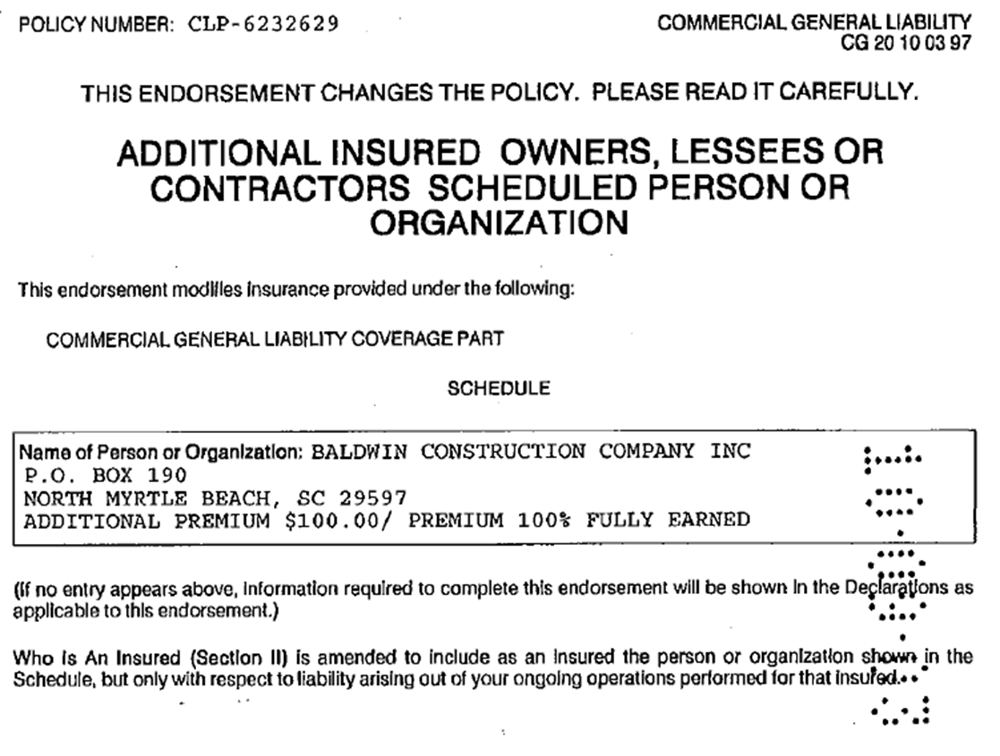 POLICY NUMBER: CLP-6232629
COMMERCIAL GENERAL LIABILITY
CG 20 10 03 97
THIS ENDORSEMENT CHANGES THE POLICY. PLEASE READ IT CAREFULLY.
ADDITIONAL INSURED OWNERS, LESSEES OR
CONTRACTORS SCHEDULED PERSON OR
ORGANIZATION
This endorsement modifies insurance provided under the following:
COMMERCIAL GENERAL LIABILITY COVERAGE PART
SCHEDULE
Name of Person or Organization: BALDWIN CONSTRUCTION COMPANY INC
P.O. BOX 190
NORTH MYRTLE BEACH, SC 29597
ADDITIONAL PREMIUM $100.00/ PREMIUM 100% FULLY EARNED
(If no entry appears above, information required to complete this endorsement will be shown in the Declarations as
applicable to this endorsement.)
Who Is An Insured (Section II) is amended to include as an insured the person or organization shown in the
Schedule, but only with respect to liability arising out of your ongoing operations performed for that insured.